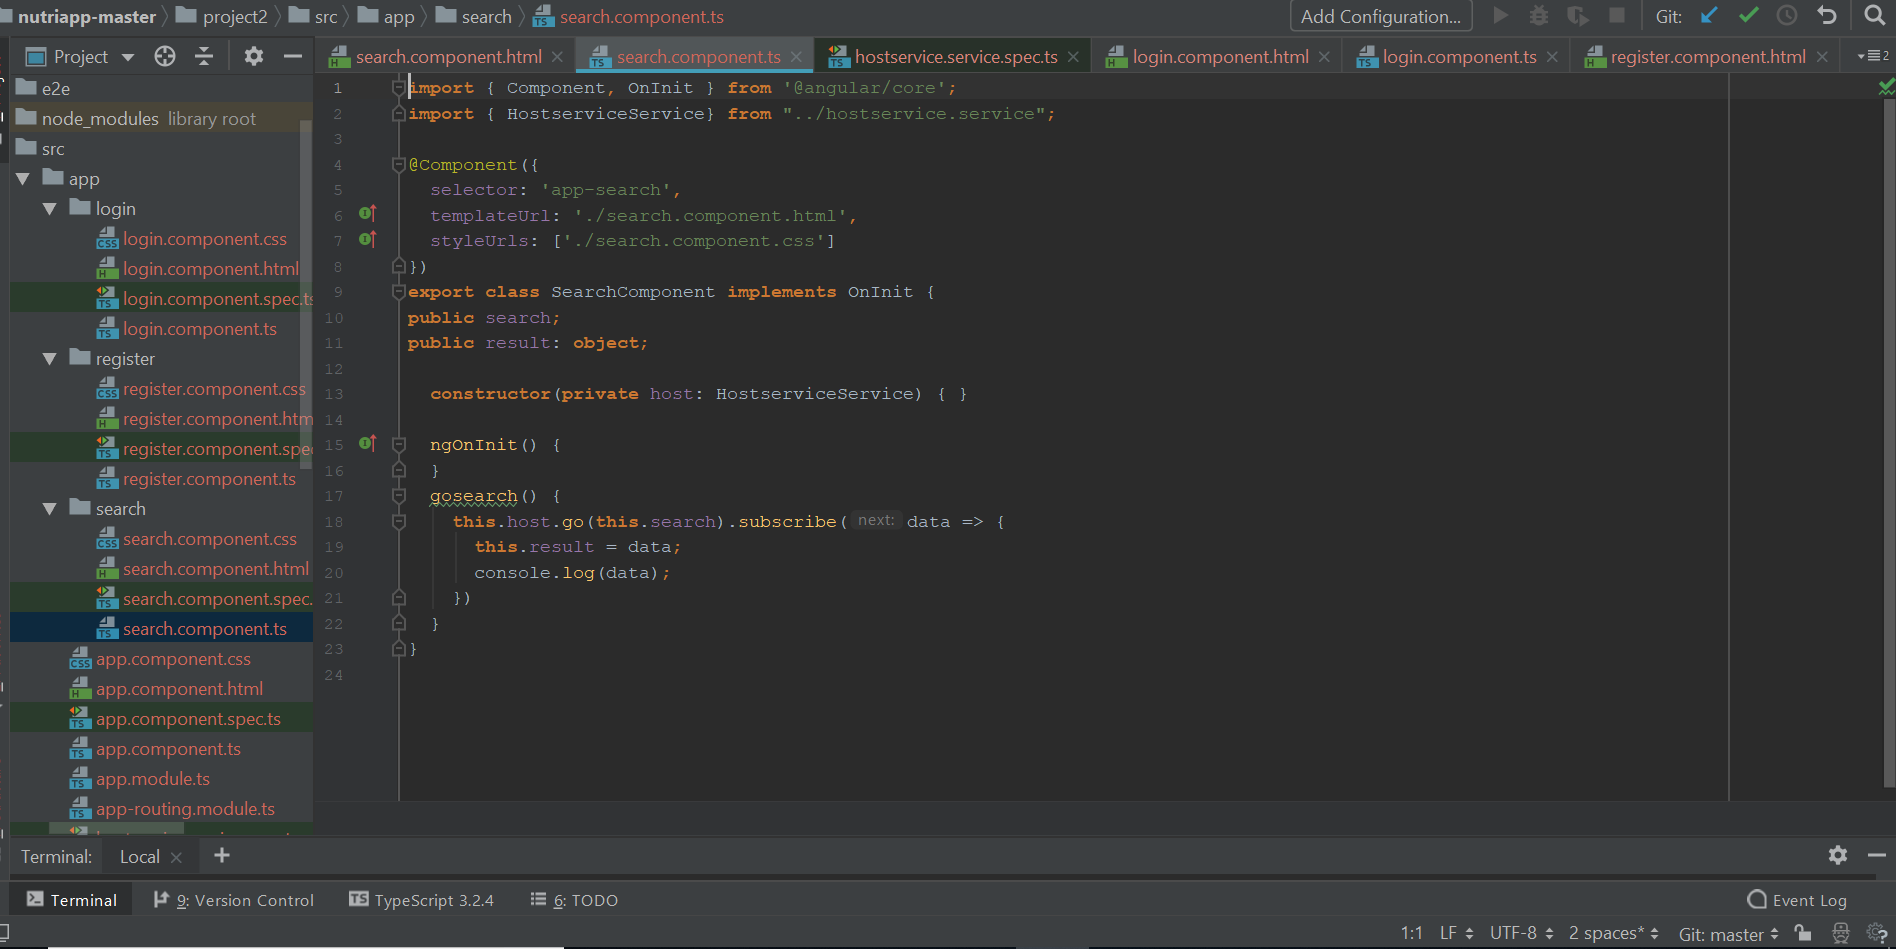 nutriapp-master project2 src app search search.component.ts Add Configuration... Git:
Project search.component.html search.component.ts hostservice.service.spec.ts login.component.html login.component.ts register.component.html 2
e2e
node_modules library root
src
app
login
login.component.css
login.component.html
login.component.spec.ts
login.component.ts
register
register.component.css
register.component.htm
register.component.spe
register.component.ts
search
search.component.css
search.component.html
search.component.spec.
search.component.ts
app.component.css
app.component.html
app.component.spec.ts
app.component.ts
app.module.ts
app-routing.module.ts
1 import { Component, OnInit } from '@angular/core';
2 import { HostserviceService} from "../hostservice.service";
3
4 @Component({
5 selector: 'app-search',
6 templateUrl: './search.component.html',
7 styleUrls: ['./search.component.css']
8 })
9 export class SearchComponent implements OnInit {
10 public search;
11 public result: object;
12
13 constructor(private host: HostserviceService) { }
14
15 ngOnInit() {
16 }
17 gosearch() {
18 this.host.go(this.search).subscribe( next: data => {
19 this.result = data;
20 console.log(data);
21 })
22 }
23 }
24
Terminal: Local
Terminal 9: Version Control TypeScript 3.2.4 6: TODO Event Log
1:1 LF UTF-8 2 spaces* Git: master